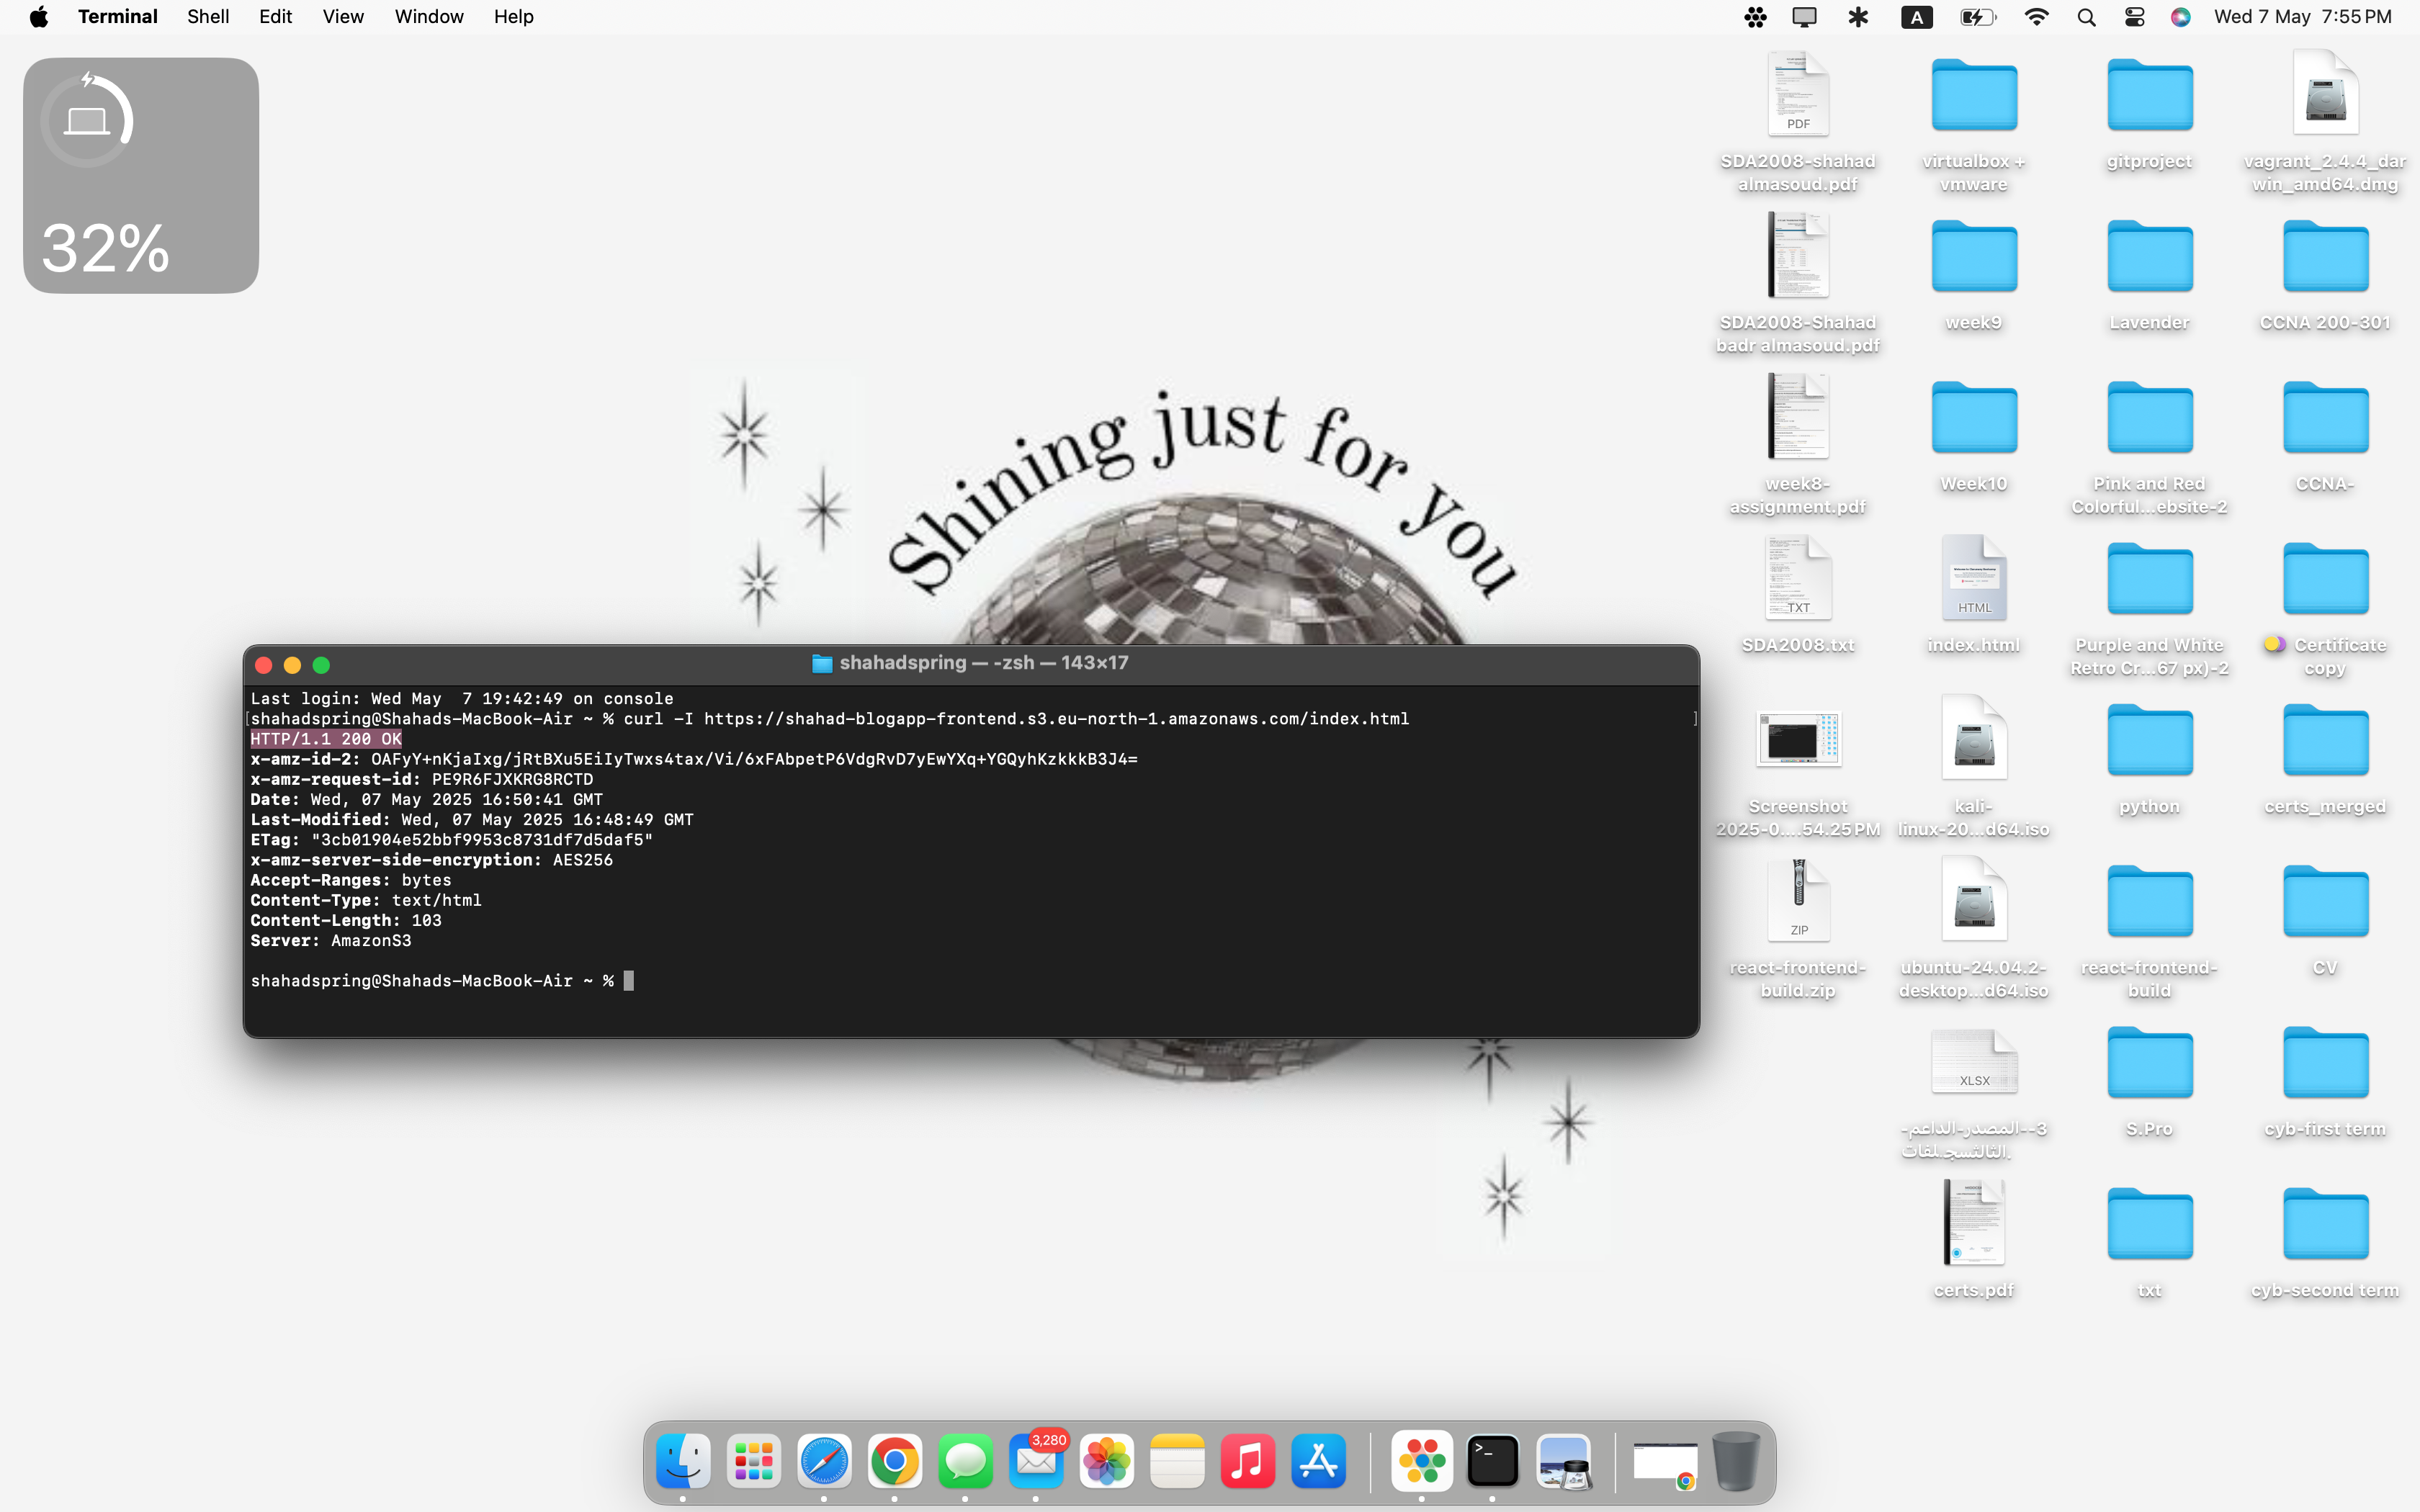 Terminal Shell Edit View Window Help
A
Wed 7 May 7:55 PM
32%
PDF
SDA2008-shahad
almasoud.pdf
virtualbox +
vmware
gitproject
vagrant_2.4.4_dar
win_amd64.dmg
SDA2008-Shahad
badr almasoud.pdf
week9
Lavender
CCNA 200-301
week8-
assignment.pdf
Week10
Pink and Red
Colorful...ebsite-2
CCNA-
TXT
SDA2008.txt
HTML
index.html
Purple and White
Retro Cr...67 px)-2
Certificate
copy
Screenshot
2025-0....54.25 PM
kali-
linux-20...d64.iso
python
certs_merged
ZIP
react-frontend-
build.zip
ubuntu-24.04.2-
desktop...d64.iso
react-frontend-
build
CV
XLSX
3--المصدر-الداعم-
S.Pro
cyb-first term
certs.pdf
txt
cyb-second term
Shining just for you
shahadspring — -zsh — 143×17
Last login: Wed May  7 19:42:49 on console
[shahadspring@Shahads-MacBook-Air ~ % curl -I https://shahad-blogapp-frontend.s3.eu-north-1.amazonaws.com/index.html ]
HTTP/1.1 200 OK
x-amz-id-2: OAFyY+nKjaIxg/jRtBXu5EiIyTwxs4tax/Vi/6xFAbpetP6VdgRvD7yEwYXq+YGQyhKzkkkB3J4=
x-amz-request-id: PE9R6FJXKRG8RCTD
Date: Wed, 07 May 2025 16:50:41 GMT
Last-Modified: Wed, 07 May 2025 16:48:49 GMT
ETag: "3cb01904e52bbf9953c8731df7d5daf5"
x-amz-server-side-encryption: AES256
Accept-Ranges: bytes
Content-Type: text/html
Content-Length: 103
Server: AmazonS3
shahadspring@Shahads-MacBook-Air ~ %
3,280